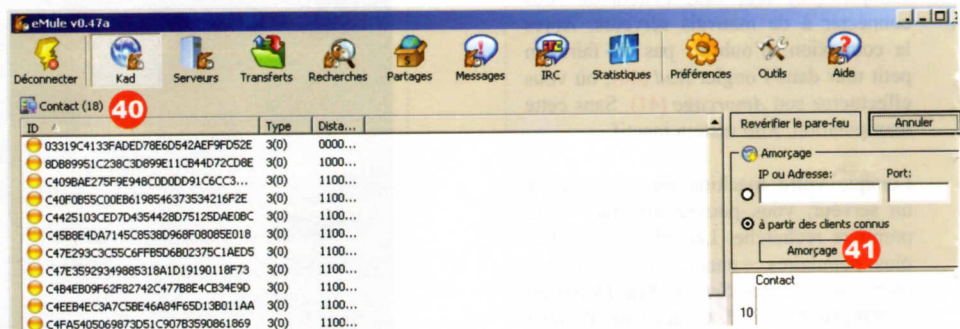 eMule v0.47a
Déconnecter Kad Serveurs Transferts Recherches Partages Messages IRC Statistiques Préférences Outils Aide
Contact (18) 40
ID Type Dista...
03319C4133FADED78E6D542AEF9FD52E 3(0) 0000...
8DB89951C238C3D899E11CB44D72CD8E 3(0) 1000...
C409BAE275F9E948C0D0DD91C6CC3... 3(0) 1100...
C40F0B55C00EB6198546373534216F2E 3(0) 1100...
C4425103CED7D4354428D75125DAE0BC 3(0) 1100...
C45B8E4DA7145C8538D968F08085E018 3(0) 1100...
C47E293C3C55C6FFB5D6B02375C1AED5 3(0) 1100...
C47E35929349885318A1D19190118F73 3(0) 1100...
C4B4EB09F62F82742C477B8E4CB34E9D 3(0) 1100...
C4EEB4EC3A7C5BE46A84F65D13B011AA 3(0) 1100...
C4FA5405069873D51C907B3590861869 3(0) 1100...
Revérifier le pare-feu Annuler
Amorçage
IP ou Adresse: Port:
à partir des clients connus
Amorçage 41
Contact
10